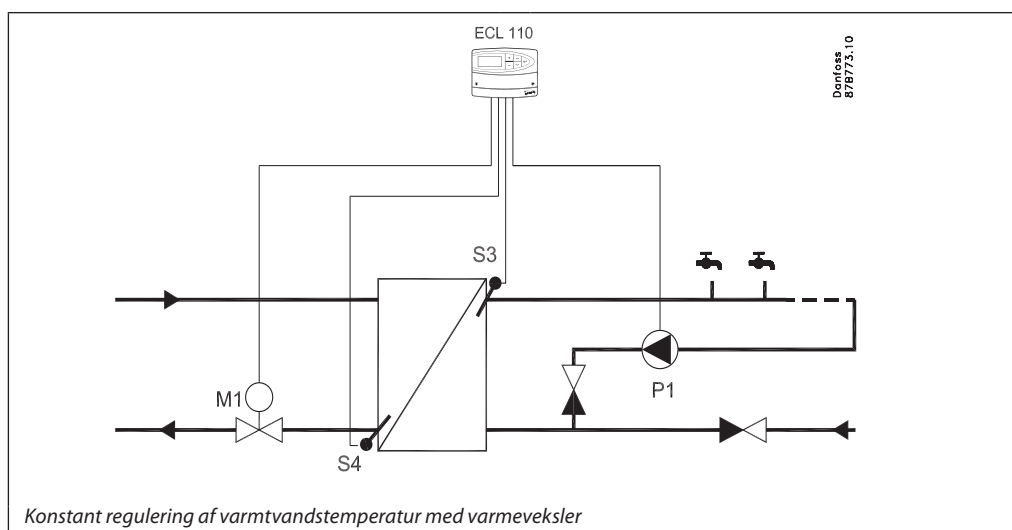 ECL 110
Danfoss
87B773.10
S3
M1
P1
S4
Konstant regulering af varmtvandstemperatur med varmeveksler